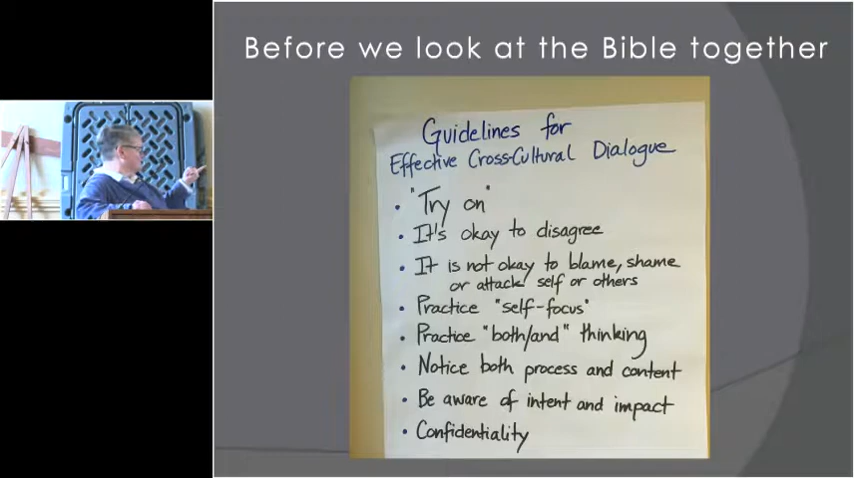 Before we look at the Bible together
Guidelines for
Effective Cross-Cultural Dialogue
• "Try on"
• It's okay to disagree
• It is not okay to blame, shame
or attack self or others
• Practice "self-focus"
• Practice "both/and" thinking
• Notice both process and content
• Be aware of intent and impact
• Confidentiality